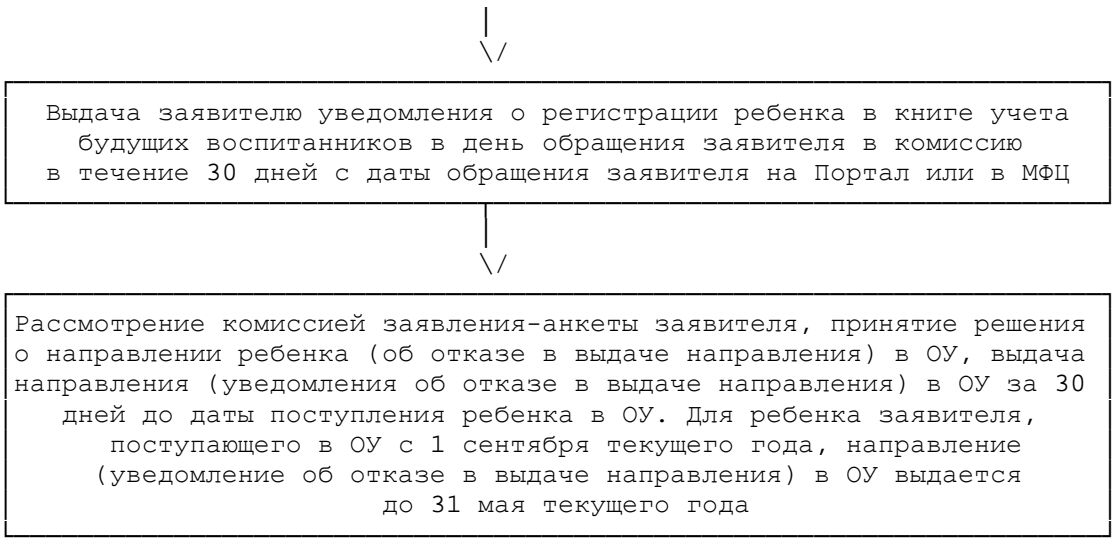 Выдача заявителю уведомления о регистрации ребенка в книге учета
будущих воспитанников в день обращения заявителя в комиссию
в течение 30 дней с даты обращения заявителя на Портал или в МФЦ
Рассмотрение комиссией заявления-анкеты заявителя, принятие решения
о направлении ребенка (об отказе в выдаче направления) в ОУ, выдача
направления (уведомления об отказе в выдаче направления) в ОУ за 30
дней до даты поступления ребенка в ОУ. Для ребенка заявителя,
поступающего в ОУ с 1 сентября текущего года, направление
(уведомление об отказе в выдаче направления) в ОУ выдается
до 31 мая текущего года